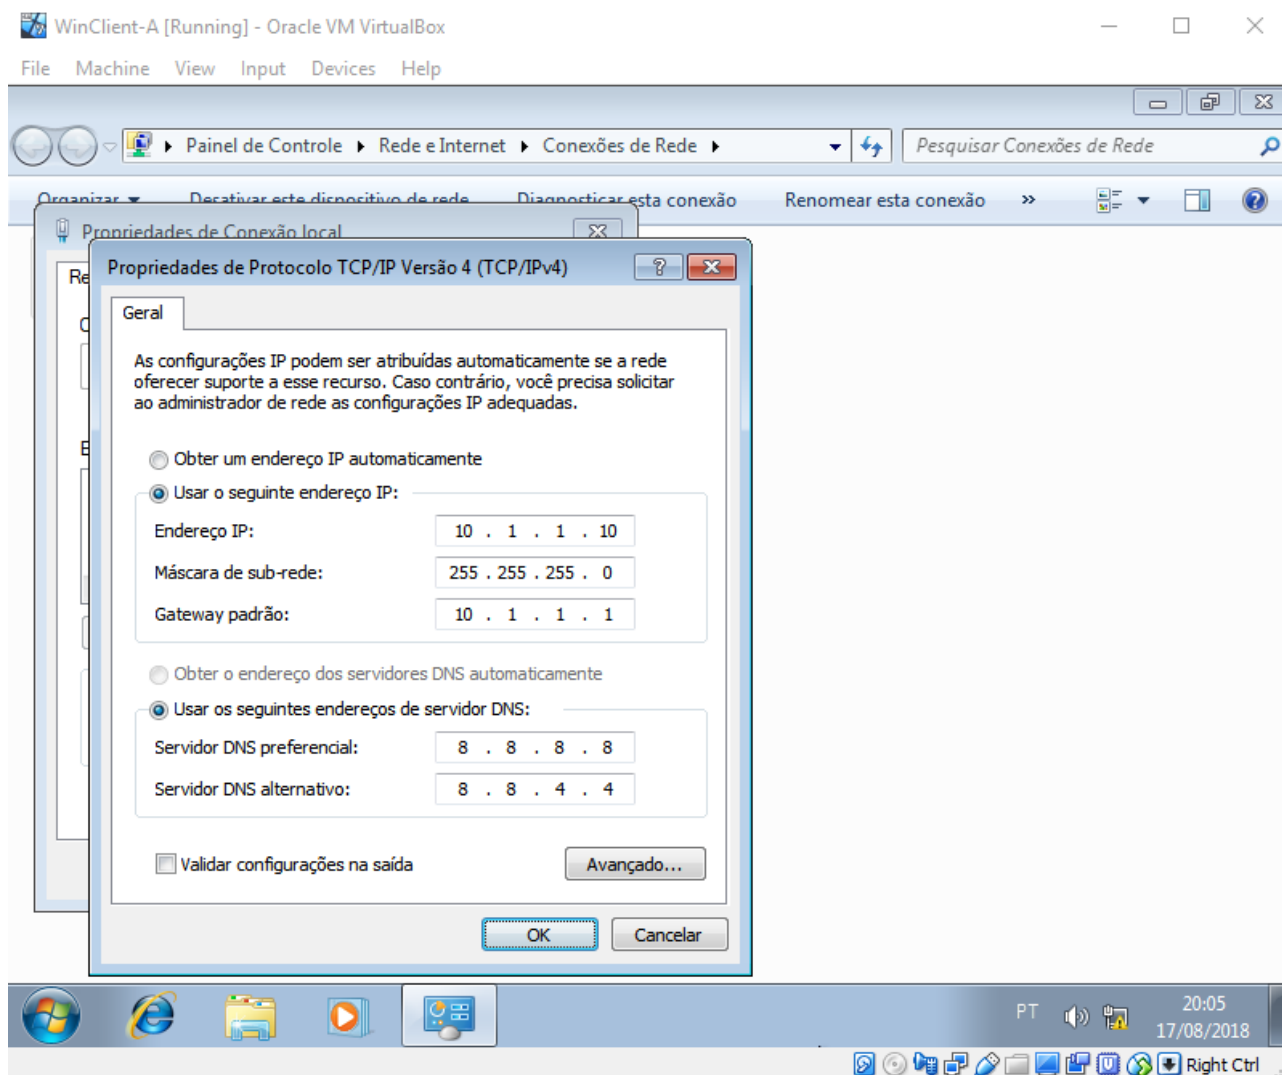 WinClient-A [Running] - Oracle VM VirtualBox
File Machine View Input Devices Help
Painel de Controle Rede e Internet Conexões de Rede Pesquisar Conexões de Rede
Organizar Desativar este dispositivo de rede Diagnosticar esta conexão Renomear esta conexão »
Propriedades de Conexão local
Propriedades de Protocolo TCP/IP Versão 4 (TCP/IPv4)
Geral
As configurações IP podem ser atribuídas automaticamente se a rede
oferecer suporte a esse recurso. Caso contrário, você precisa solicitar
ao administrador de rede as configurações IP adequadas.
Obter um endereço IP automaticamente
Usar o seguinte endereço IP:
Endereço IP: 10 . 1 . 1 . 10
Máscara de sub-rede: 255 . 255 . 255 . 0
Gateway padrão: 10 . 1 . 1 . 1
Obter o endereço dos servidores DNS automaticamente
Usar os seguintes endereços de servidor DNS:
Servidor DNS preferencial: 8 . 8 . 8 . 8
Servidor DNS alternativo: 8 . 8 . 4 . 4
Validar configurações na saída
Avançado...
OK Cancelar
PT
20:05
17/08/2018
Right Ctrl